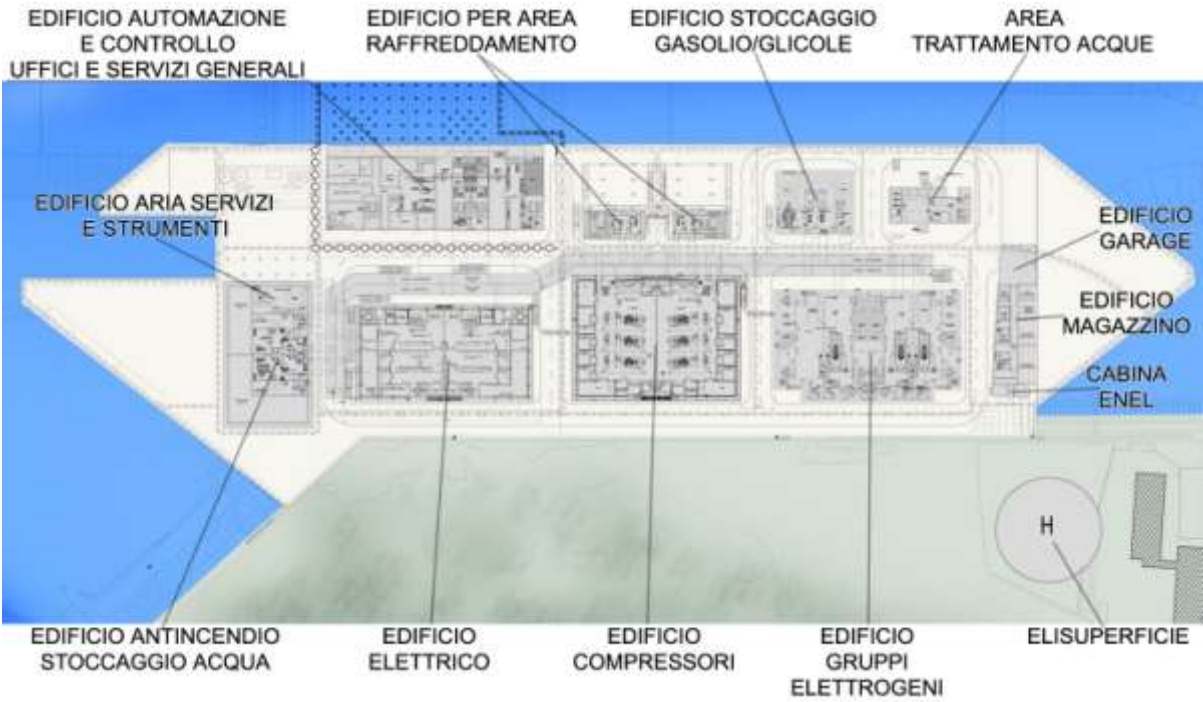 EDIFICIO AUTOMAZIONE
E CONTROLLO
UFFICI E SERVIZI GENERALI
EDIFICIO PER AREA
RAFFREDDAMENTO
EDIFICIO STOCCAGGIO
GASOLIO/GLICOLE
AREA
TRATTAMENTO ACQUE
EDIFICIO ARIA SERVIZI
E STRUMENTI
EDIFICIO
GARAGE
EDIFICIO
MAGAZZINO
CABINA
ENEL
H
EDIFICIO ANTINCENDIO
STOCCAGGIO ACQUA
EDIFICIO
ELETTRICO
EDIFICIO
COMPRESSORI
EDIFICIO
GRUPPI
ELETTROGENI
ELISUPERFICIE